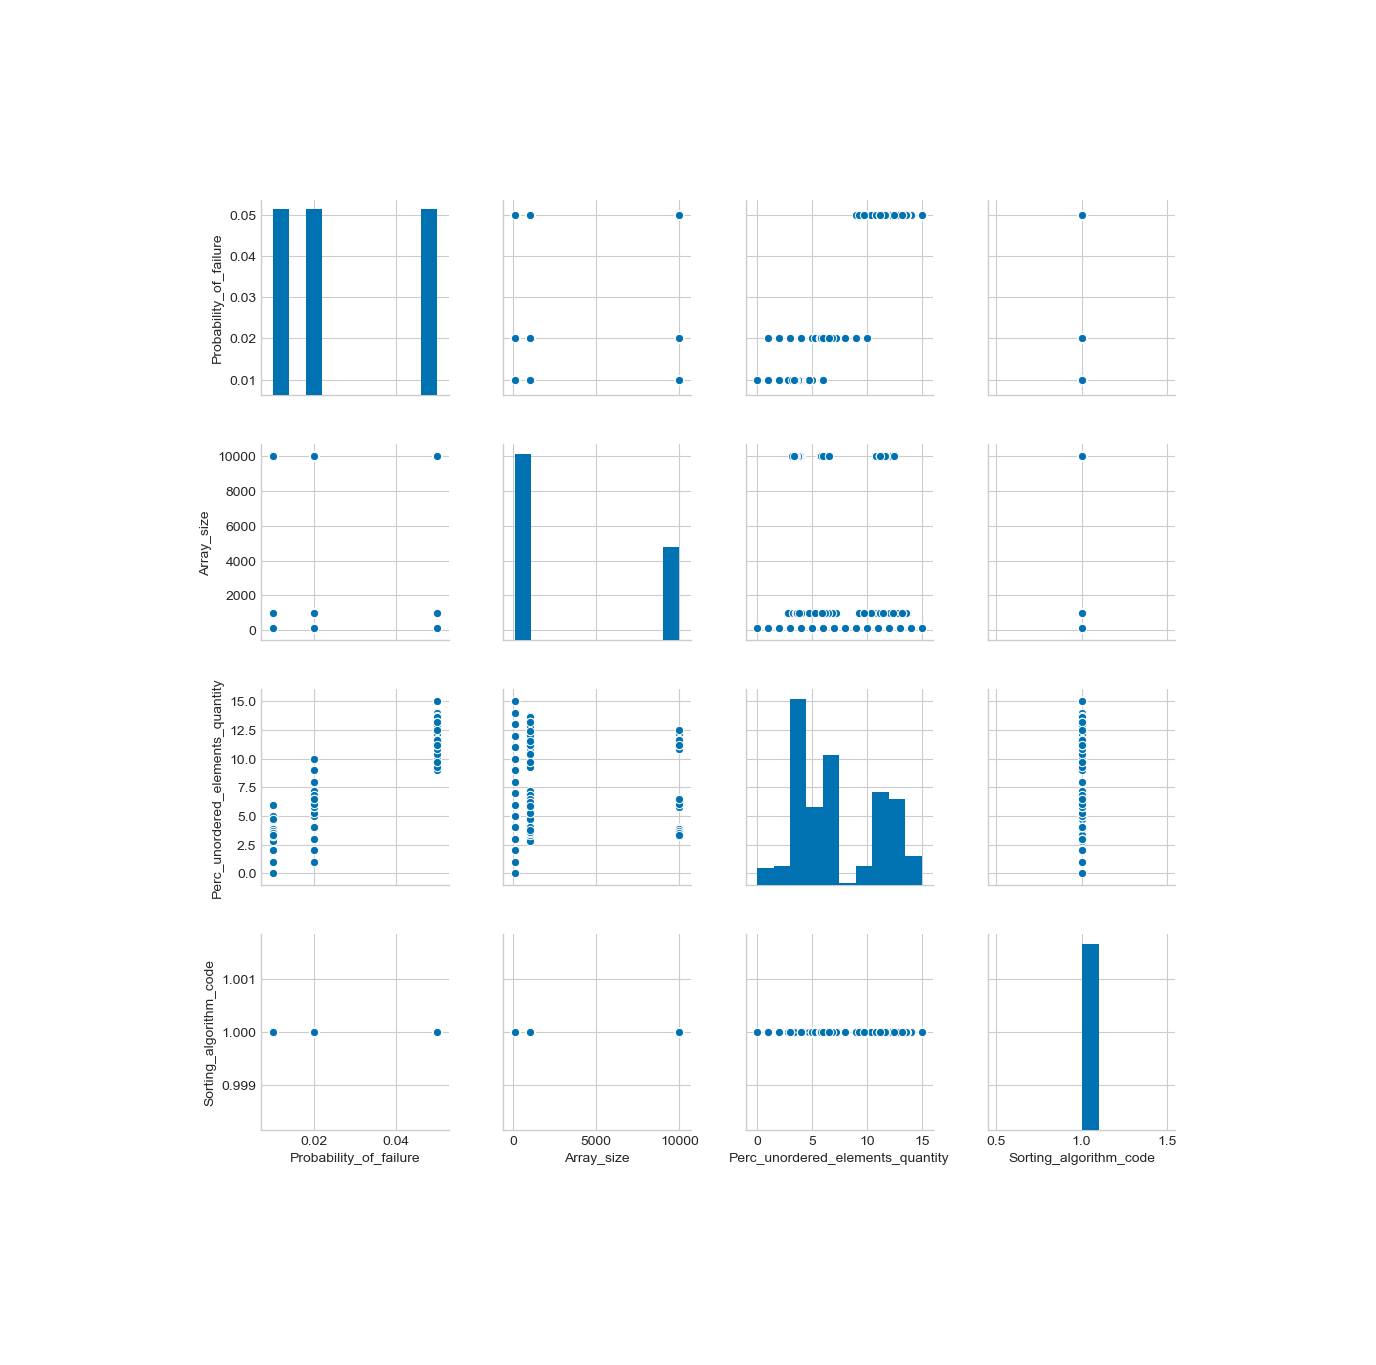 0.05
0.04
0.03
0.02
0.01
Probability_of_failure
10000
8000
6000
4000
2000
0
Array_size
15.0
12.5
10.0
7.5
5.0
2.5
0.0
Perc_unordered_elements_quantity
1.001
1.000
0.999
Sorting_algorithm_code
0.02 0.04
Probability_of_failure
0 5000 10000
Array_size
0 5 10 15
Perc_unordered_elements_quantity
0.5 1.0 1.5
Sorting_algorithm_code